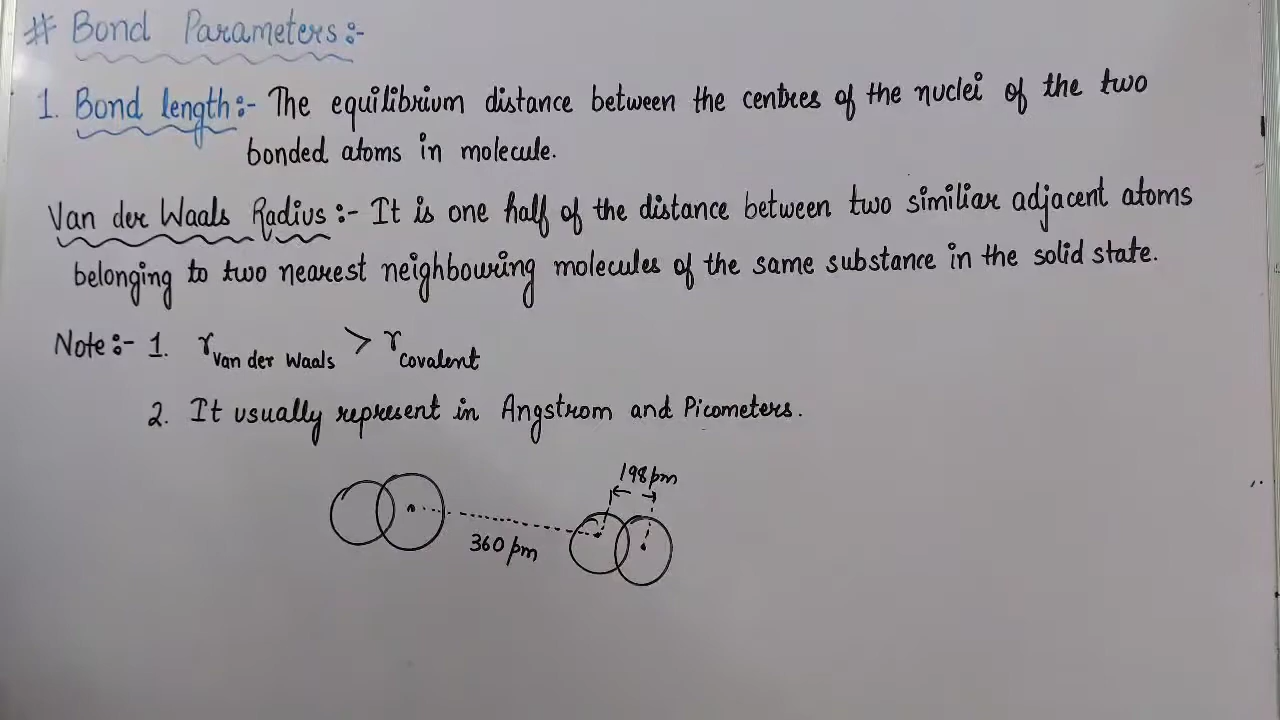 # Bond Parameters:-
1. Bond length:- The equilibrium distance between the centres of the nuclei of the two
bonded atoms in molecule.
Van der Waals Radius :- It is one half of the distance between two similiar adjacent atoms
belonging to two nearest neighbouring molecules of the same substance in the solid state.
Note:- 1. r van der Waals > r covalent
2. It usually represent in Angstrom and Picometers.
198 pm
360 pm